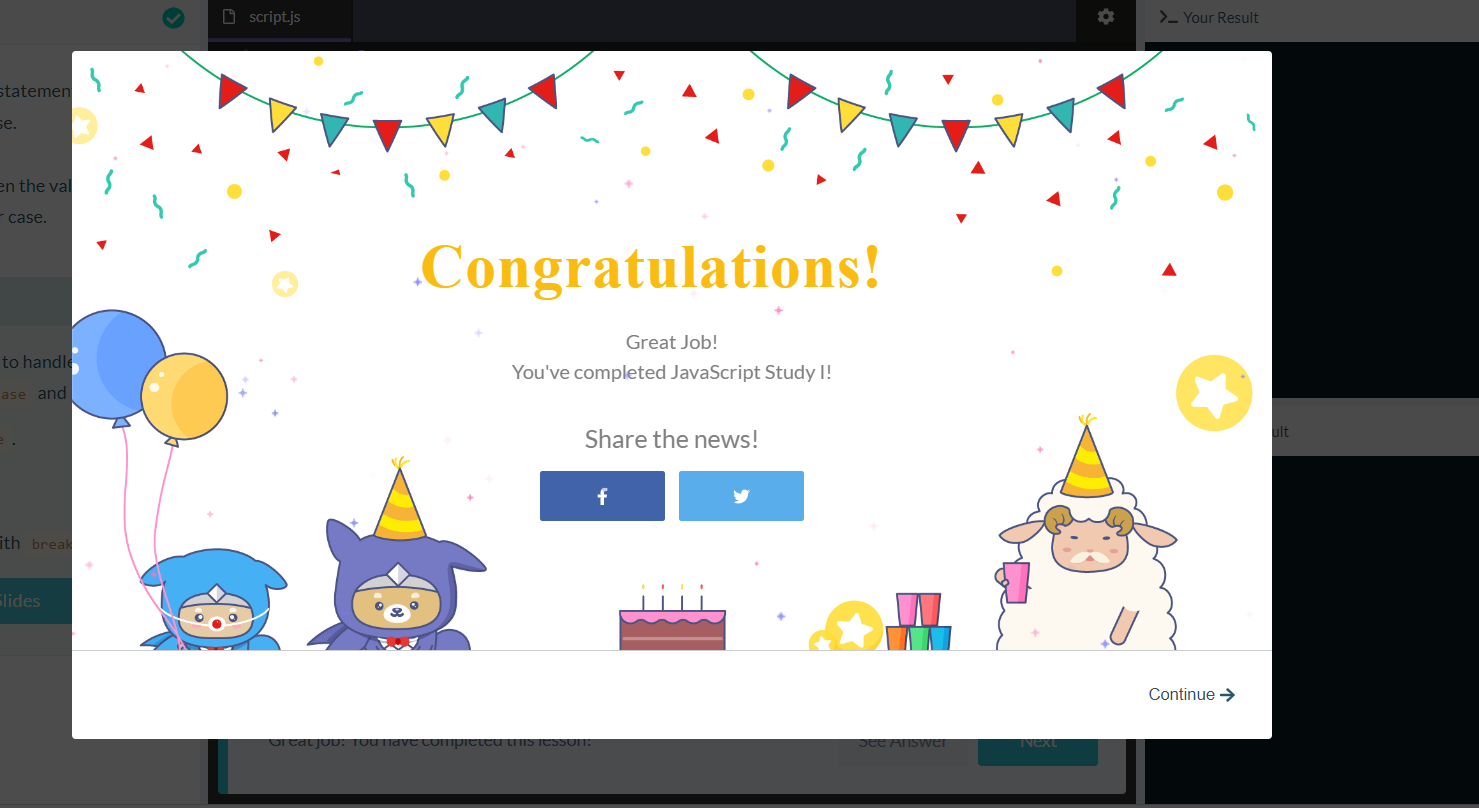 script.js
Your Result
statemen
se.
en the val
r case.
Congratulations!
Great Job!
You've completed JavaScript Study I!
to handle
ase and
e .
Share the news!
ult
ith break
Slides
Continue
Great job! You have completed this lesson!
See Answer
Next